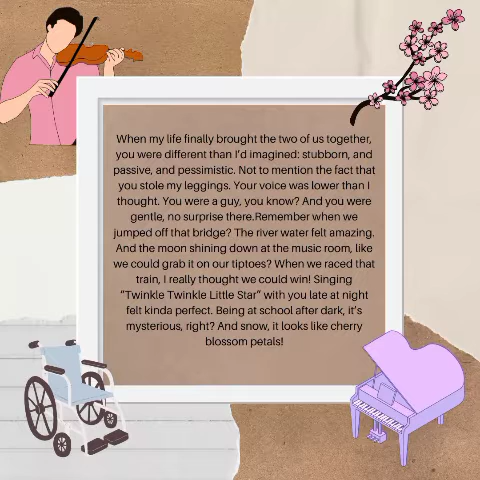 When my life finally brought the two of us together,
you were different than I'd imagined: stubborn, and
passive, and pessimistic. Not to mention the fact that
you stole my leggings. Your voice was lower than I
thought. You were a guy, you know? And you were
gentle, no surprise there.Remember when we
jumped off that bridge? The river water felt amazing.
And the moon shining down at the music room, like
we could grab it on our tiptoes? When we raced that
train, I really thought we could win! Singing
“Twinkle Twinkle Little Star” with you late at night
felt kinda perfect. Being at school after dark, it's
mysterious, right? And snow, it looks like cherry
blossom petals!